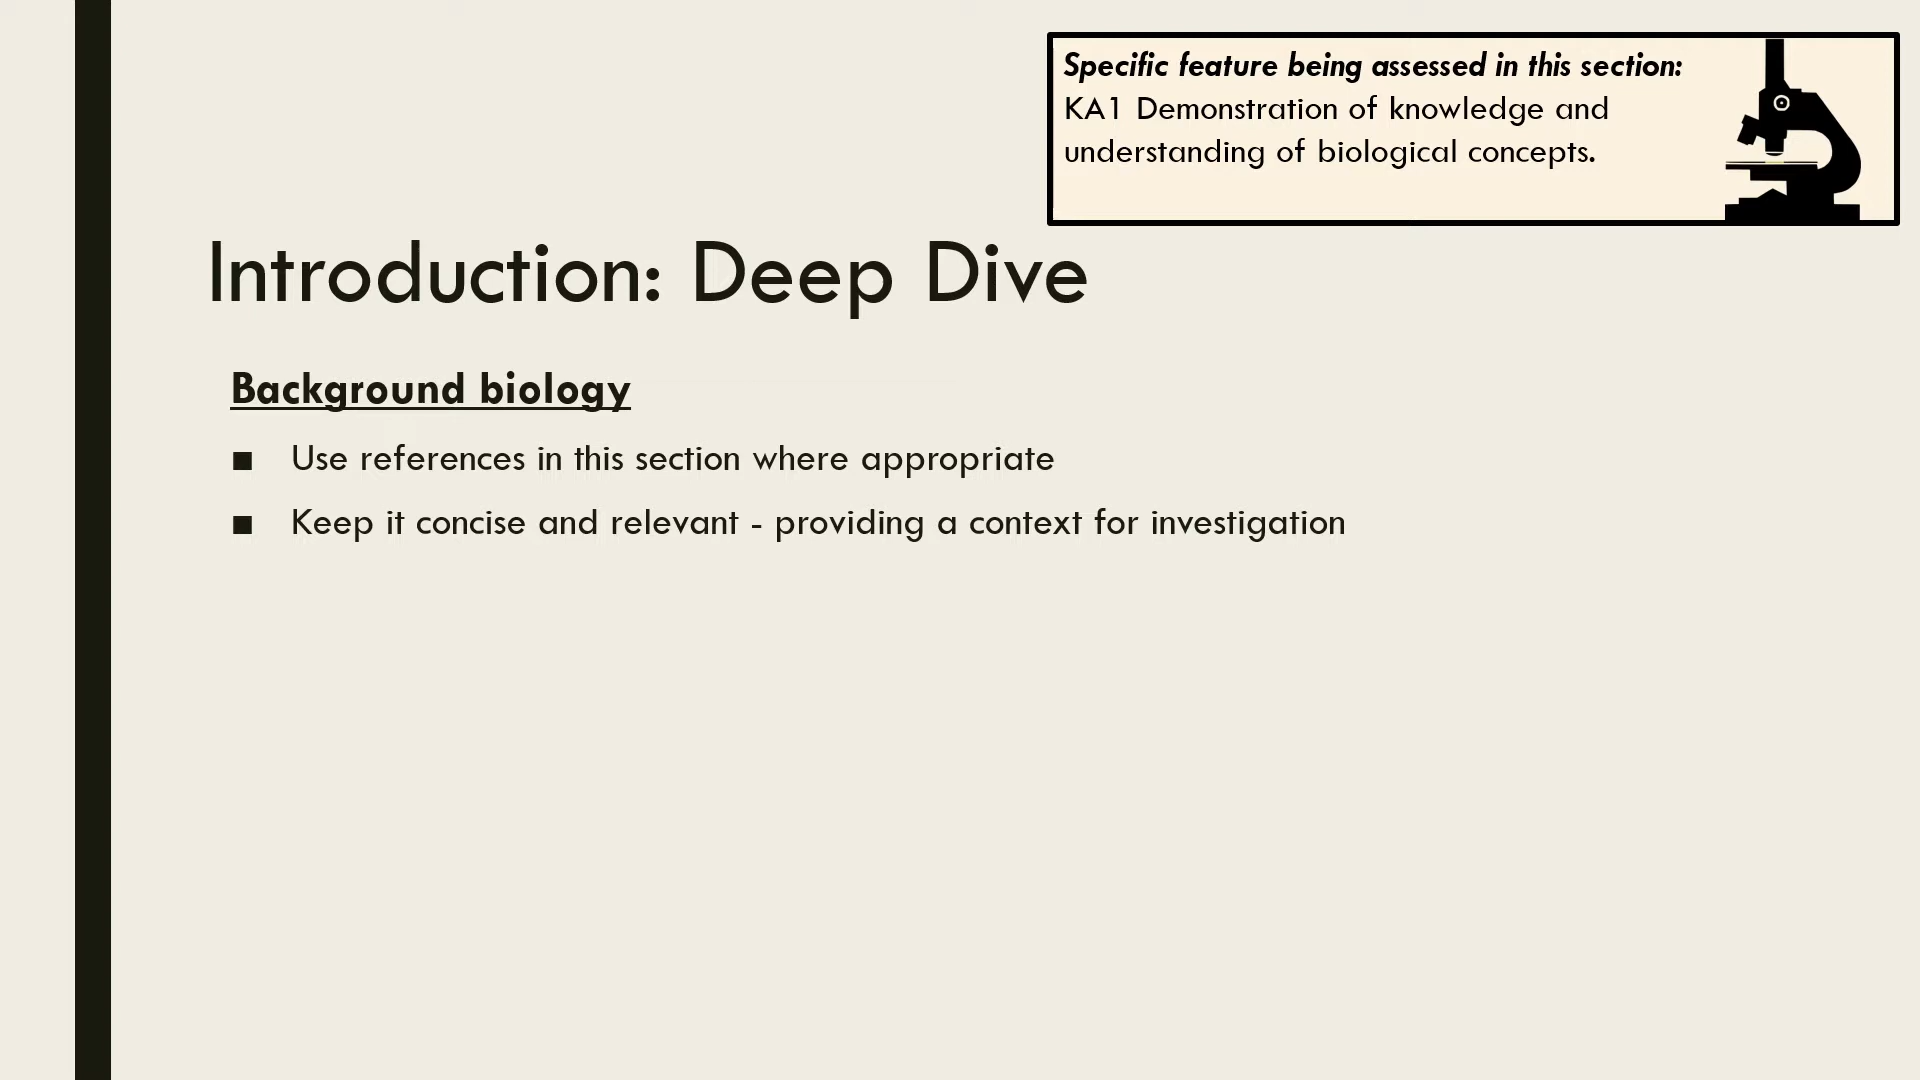 Specific feature being assessed in this section:
KA1 Demonstration of knowledge and
understanding of biological concepts.
Introduction: Deep Dive
Background biology
■ Use references in this section where appropriate
■ Keep it concise and relevant - providing a context for investigation